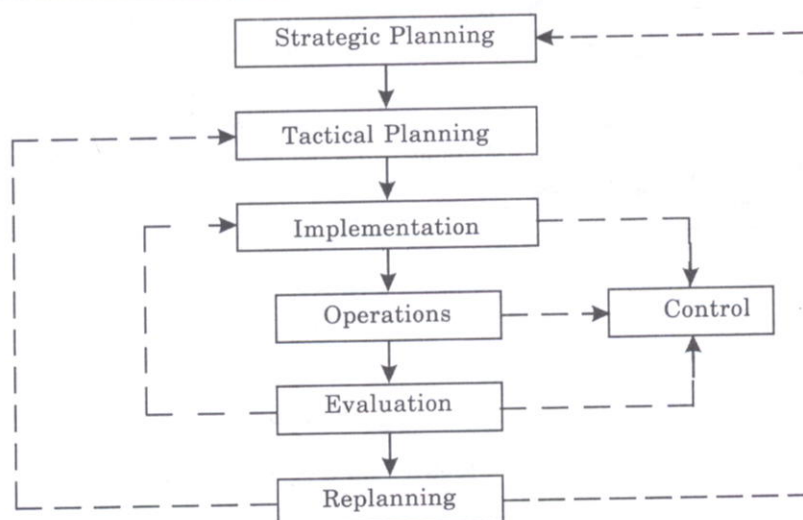 Strategic Planning
Tactical Planning
Implementation
Operations
Control
Evaluation
Replanning